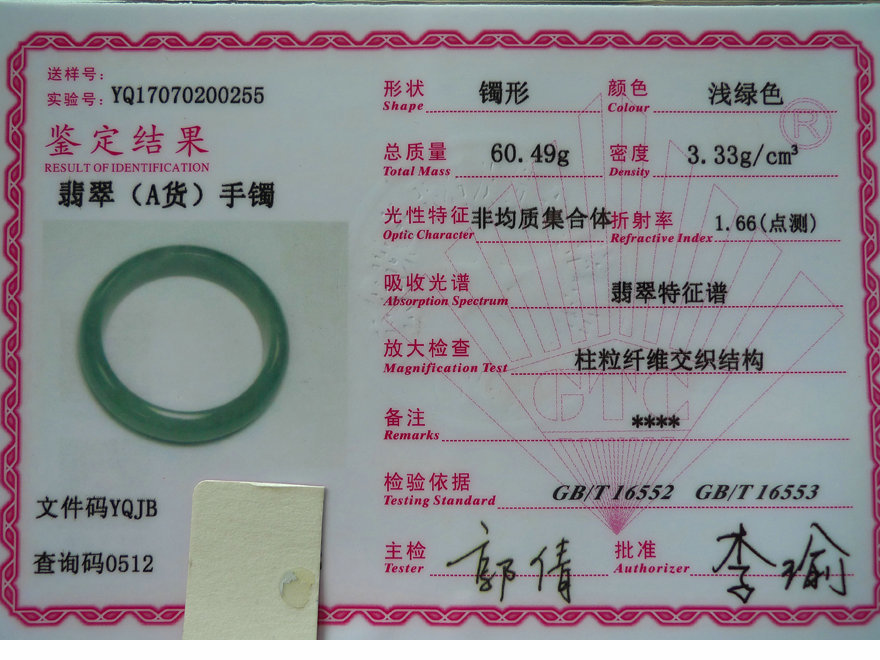 送样号:
实验号: YQ17070200255
鉴定结果
RESULT OF IDENTIFICATION
翡翠（A货）手镯
文件码YQJB
查询码0512
形状 镯形 颜色 浅绿色
Shape Colour
总质量 60.49g 密度 3.33g/cm³
Total Mass Density
光性特征 非均质集合体 折射率 1.66(点测)
Optic Character Refractive Index
吸收光谱 翡翠特征谱
Absorption Spectrum
放大检查 柱粒纤维交织结构
Magnification Test
备注 ****
Remarks
检验依据 GB/T 16552 GB/T 16553
Testing Standard
主检 郭倩 批准 李瑜
Tester Authorizer
R
GTC